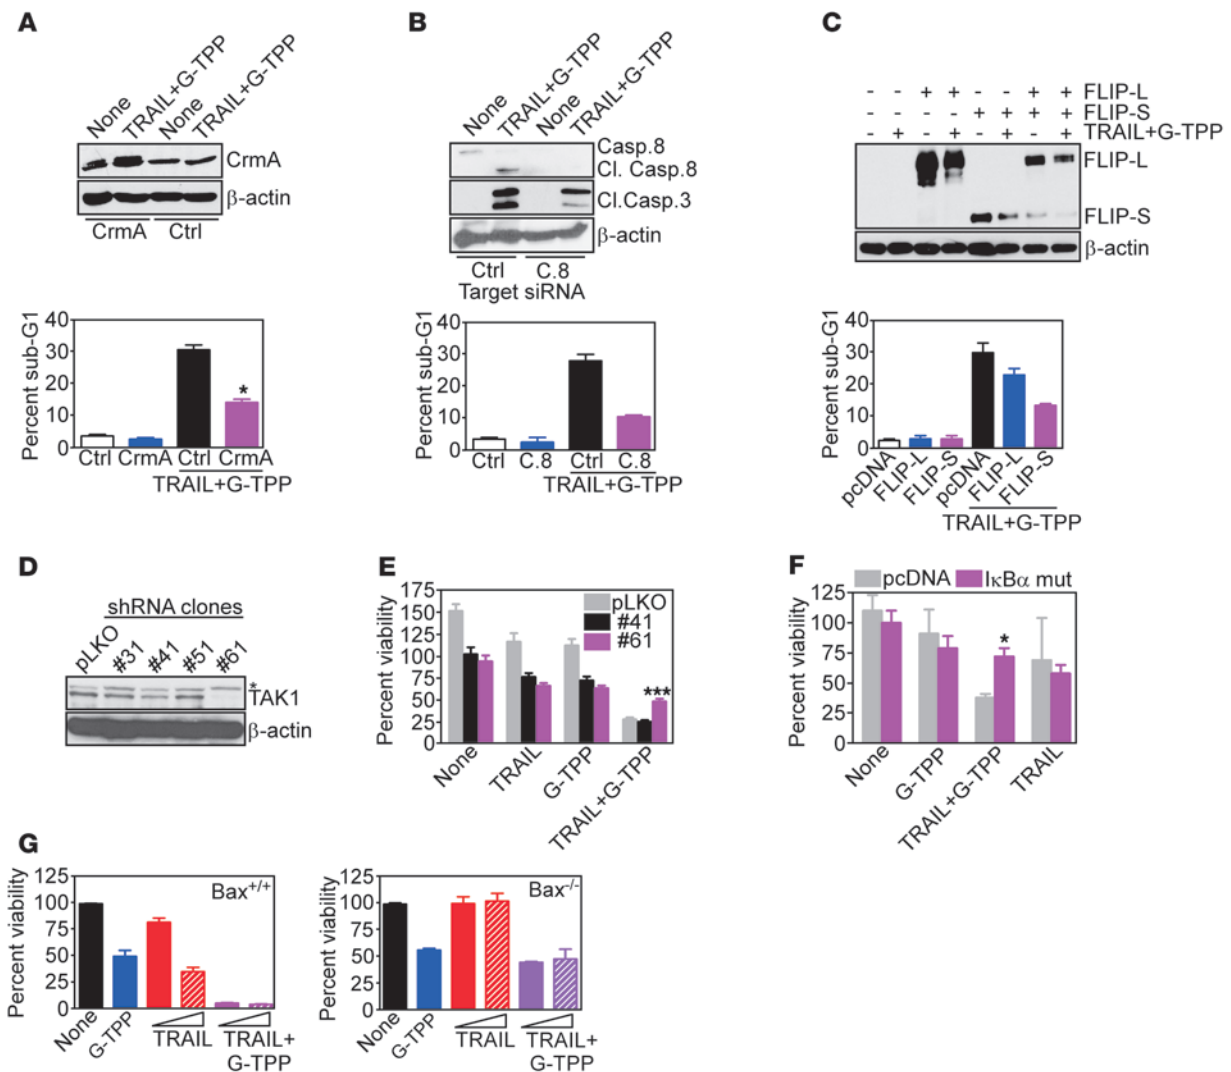 A
None TRAIL+G-TPP None TRAIL+G-TPP
CrmA
β-actin
CrmA Ctrl
Percent sub-G1
40
30
20
10
0
Ctrl CrmA Ctrl CrmA
TRAIL+G-TPP
B
None TRAIL+G-TPP None TRAIL+G-TPP
Casp.8
Cl. Casp.8
Cl.Casp.3
β-actin
Ctrl C.8
Target siRNA
Percent sub-G1
40
30
20
10
0
Ctrl C.8 Ctrl C.8
TRAIL+G-TPP
C
- - + + - - + + FLIP-L
- - - - + + + + FLIP-S
- + - + - + - + TRAIL+G-TPP
FLIP-L
FLIP-S
β-actin
Percent sub-G1
40
30
20
10
0
pcDNA FLIP-L FLIP-S pcDNA FLIP-L FLIP-S
TRAIL+G-TPP
D
shRNA clones
pLKO #31 #41 #51 #61
*
TAK1
β-actin
E
Percent viability
175
150
125
100
75
50
25
0
pLKO
#41
#61
***
None TRAIL G-TPP TRAIL+G-TPP
F
pcDNA IκBα mut
Percent viability
125
100
75
50
25
0
*
None G-TPP TRAIL+G-TPP TRAIL
G
Percent viability
125
100
75
50
25
0
Bax+/+
None G-TPP TRAIL TRAIL+
G-TPP
Percent viability
125
100
75
50
25
0
Bax-/-
None G-TPP TRAIL TRAIL+
G-TPP